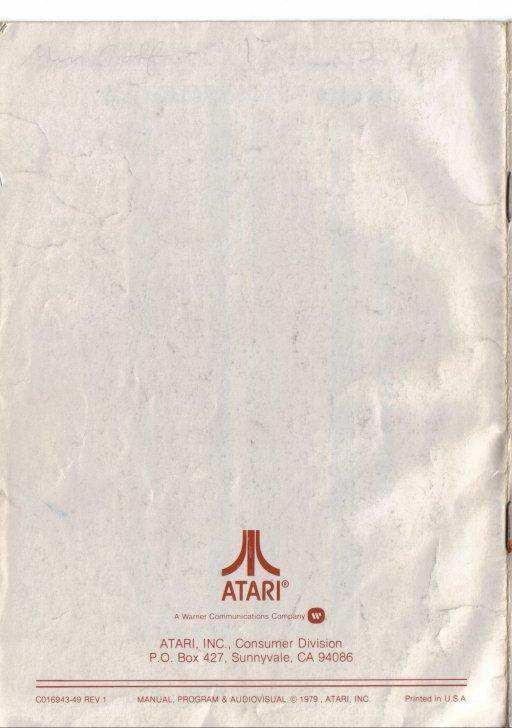 ATARI®
A Warner Communications Company
ATARI, INC., Consumer Division
P.O. Box 427, Sunnyvale, CA 94086
C016943-49 REV 1 MANUAL, PROGRAM & AUDIOVISUAL © 1979, ATARI, INC. Printed in U.S.A